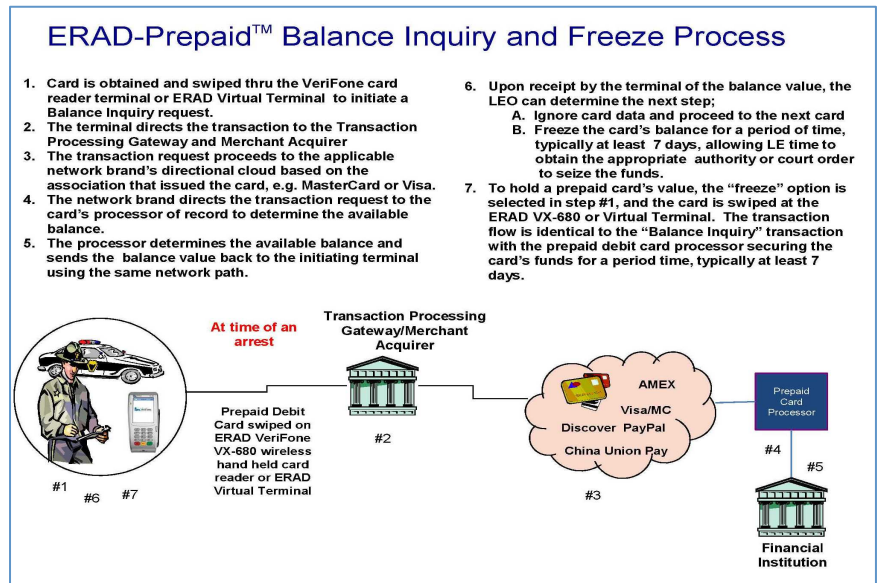 ERAD-Prepaid™ Balance Inquiry and Freeze Process
1. Card is obtained and swiped thru the VeriFone card
reader terminal or ERAD Virtual Terminal to initiate a
Balance Inquiry request.
2. The terminal directs the transaction to the Transaction
Processing Gateway and Merchant Acquirer
3. The transaction request proceeds to the applicable
network brand's directional cloud based on the
association that issued the card, e.g. MasterCard or Visa.
4. The network brand directs the transaction request to the
card's processor of record to determine the available
balance.
5. The processor determines the available balance and
sends the balance value back to the initiating terminal
using the same network path.
6. Upon receipt by the terminal of the balance value, the
LEO can determine the next step;
A. Ignore card data and proceed to the next card
B. Freeze the card's balance for a period of time,
typically at least 7 days, allowing LE time to
obtain the appropriate authority or court order
to seize the funds.
7. To hold a prepaid card's value, the “freeze” option is
selected in step #1, and the card is swiped at the
ERAD VX-680 or Virtual Terminal. The transaction
flow is identical to the “Balance Inquiry” transaction
with the prepaid debit card processor securing the
card's funds for a period time, typically at least 7
days.
#1
#6
#7
At time of an
arrest
Prepaid Debit
Card swiped on
ERAD VeriFone
VX-680 wireless
hand held card
reader or ERAD
Virtual Terminal
Transaction Processing
Gateway/Merchant
Acquirer
#2
AMEX
Visa/MC
Discover PayPal
China Union Pay
#3
Prepaid
Card
Processor
#4
#5
Financial
Institution